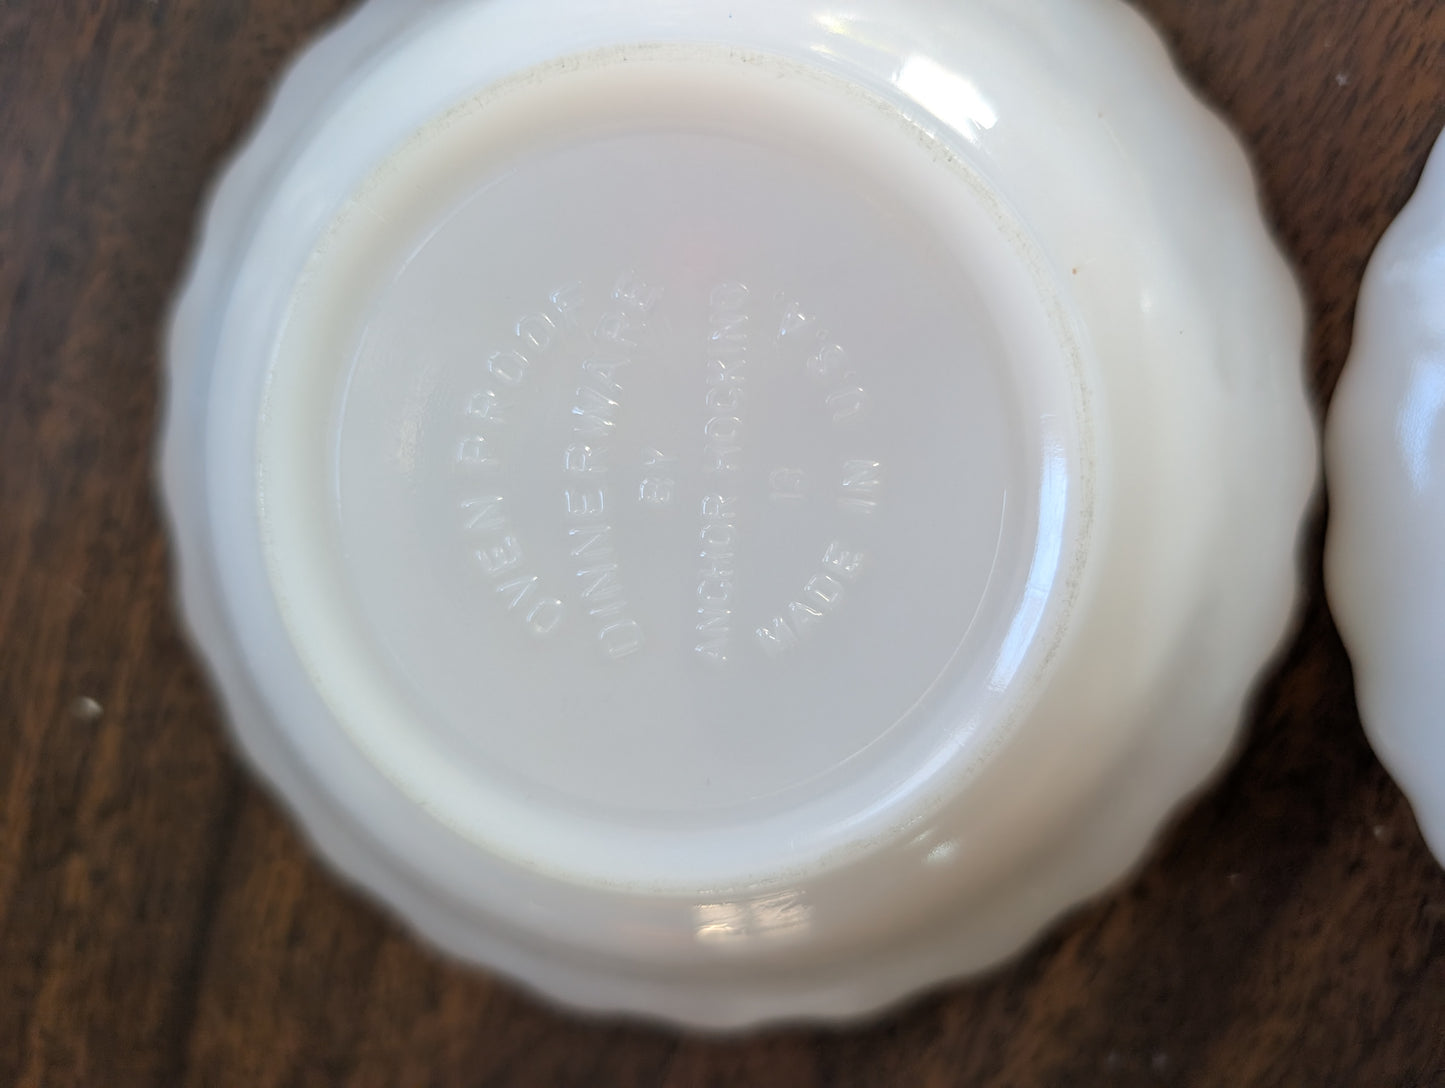 OVEN PROOF
DINNERWARE
BY
ANCHOR HOCKING
MADE IN U.S.A.